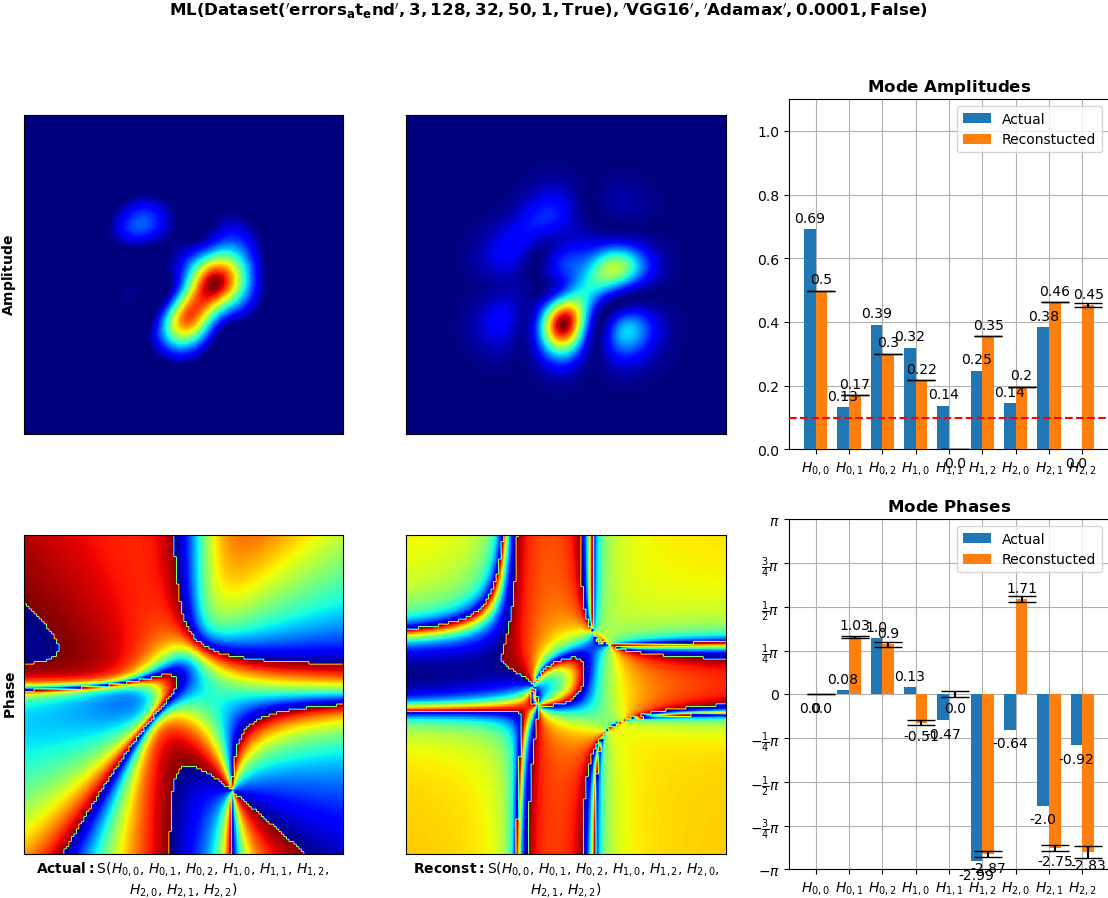 ML(Dataset('errors_at_end', 3, 128, 32, 50, 1, True), 'VGG16', 'Adamax', 0.0001, False)
Amplitude
Mode Amplitudes
Actual
Reconstucted
1.0
0.8
0.6
0.4
0.2
0.0
0.69
0.5
0.13
0.17
0.39
0.3
0.32
0.22
0.14
0.0
0.25
0.35
0.14
0.2
0.38
0.46
0.0
0.45
H0,0 H0,1 H0,2 H1,0 H1,1 H1,2 H2,0 H2,1 H2,2
Phase
Mode Phases
Actual
Reconstucted
π
3/4π
1/2π
1/4π
0
−1/4π
−1/2π
−3/4π
−π
0.0
0.0
0.08
1.03
1.0
0.9
0.13
-0.51
-0.47
0.0
-2.99
-2.87
-0.64
1.71
-2.0
-2.75
-0.92
-2.83
H0,0 H0,1 H0,2 H1,0 H1,1 H1,2 H2,0 H2,1 H2,2
Actual: S(H0,0, H0,1, H0,2, H1,0, H1,1, H1,2,
H2,0, H2,1, H2,2)
Reconst: S(H0,0, H0,1, H0,2, H1,0, H1,2, H2,0,
H2,1, H2,2)